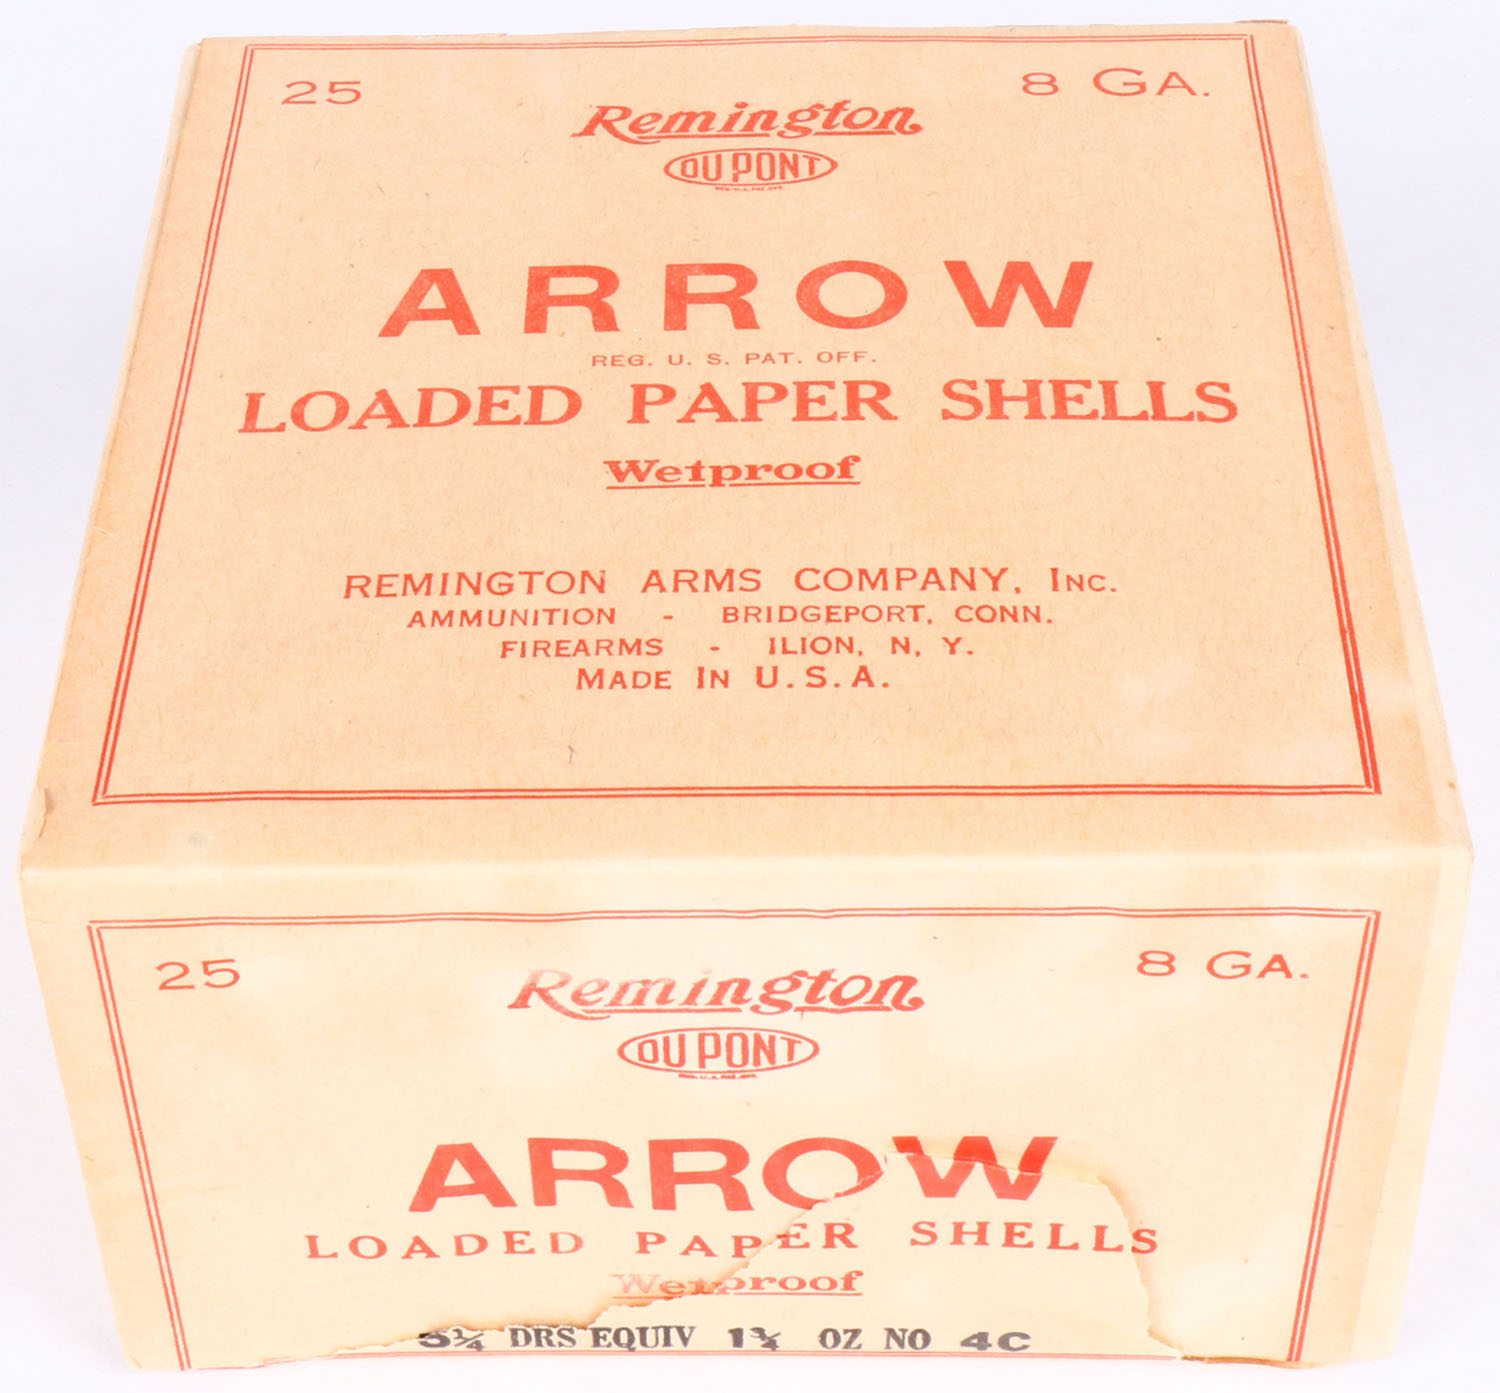 25
8 GA.
Remington
DU PONT
ARROW
REG. U. S. PAT. OFF.
LOADED PAPER SHELLS
Wetproof
REMINGTON ARMS COMPANY, INC.
AMMUNITION - BRIDGEPORT, CONN.
FIREARMS - ILION, N. Y.
MADE IN U.S.A.
25
8 GA.
Remington
DU PONT
ARROW
LOADED PAPER SHELLS
Wetproof
DRS EQUIV 1¾ OZ NO 4C